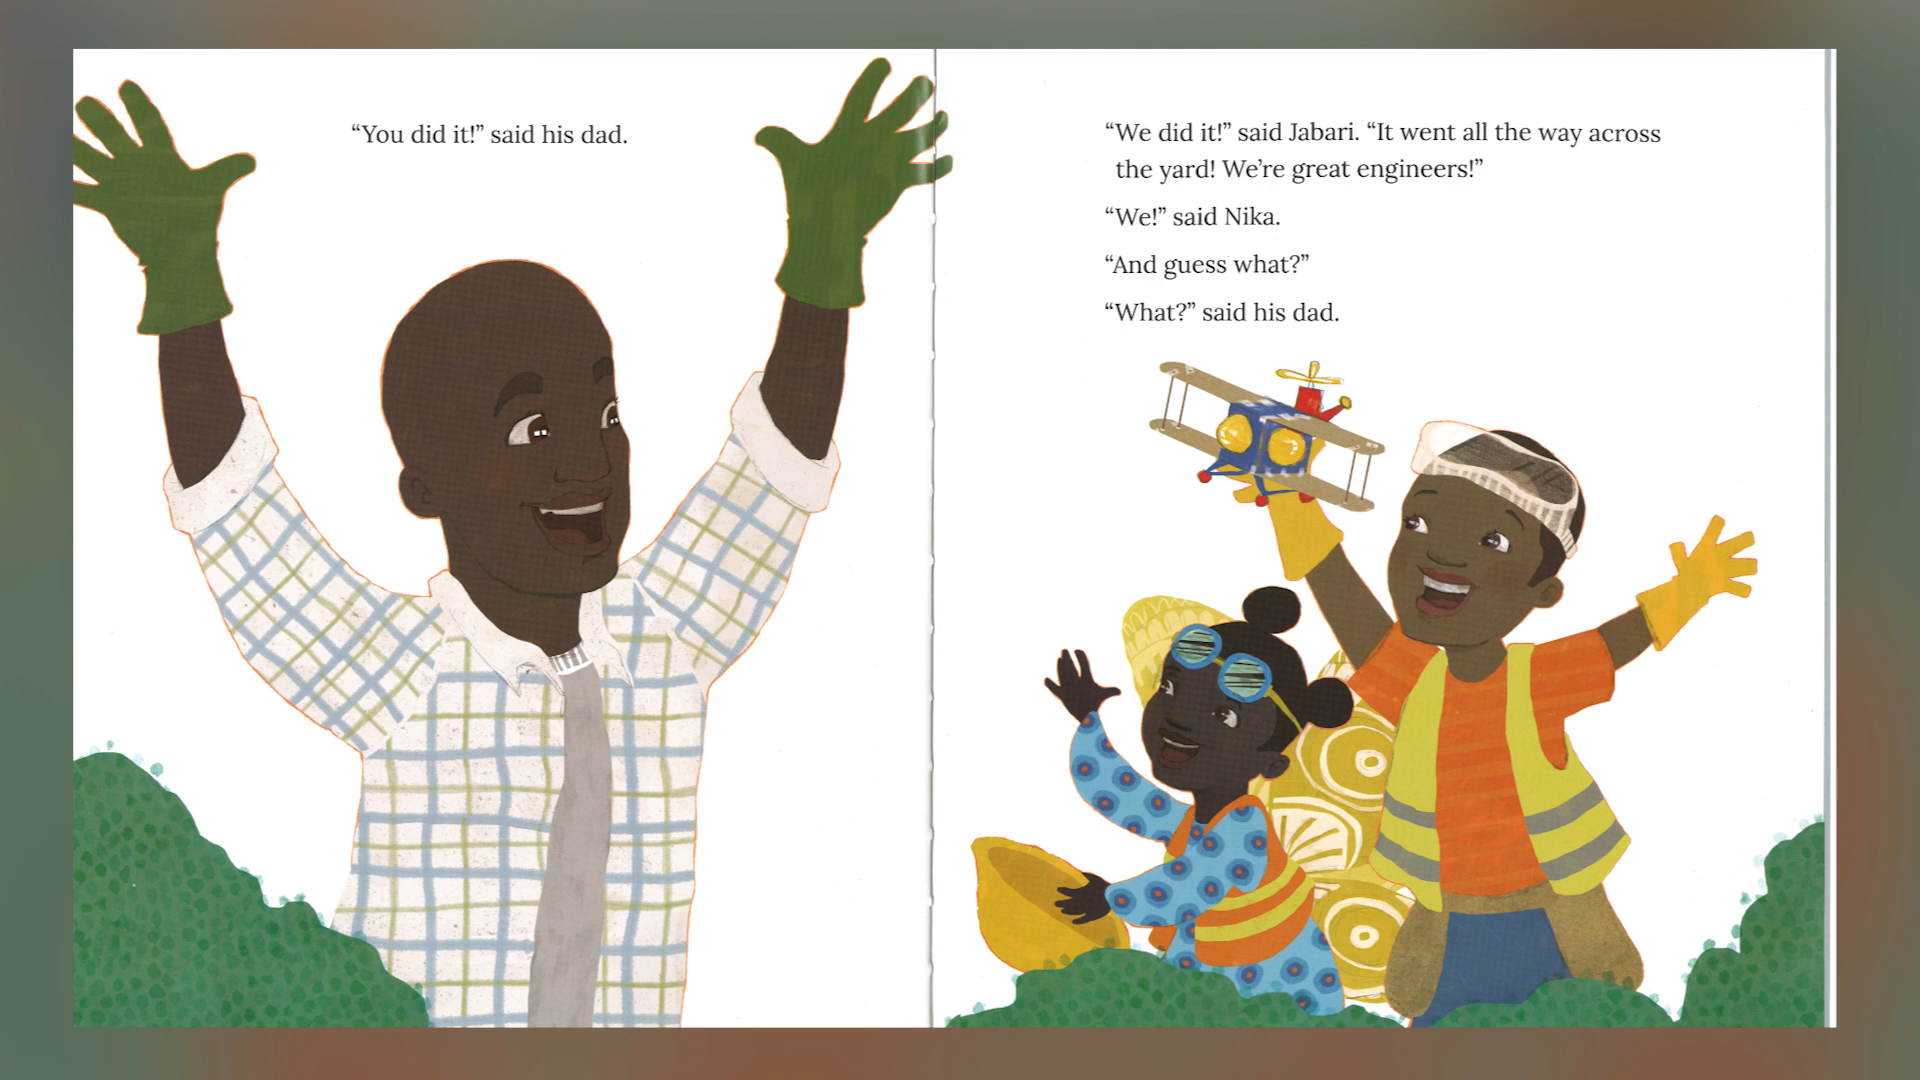 “You did it!” said his dad.
“We did it!” said Jabari. “It went all the way across
the yard! We’re great engineers!”
“We!” said Nika.
“And guess what?”
“What?” said his dad.